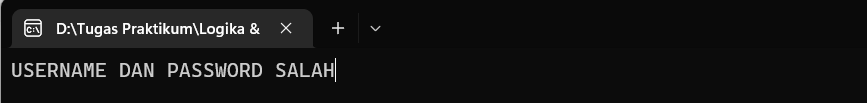 D:\Tugas Praktikum\Logika &
USERNAME DAN PASSWORD SALAH